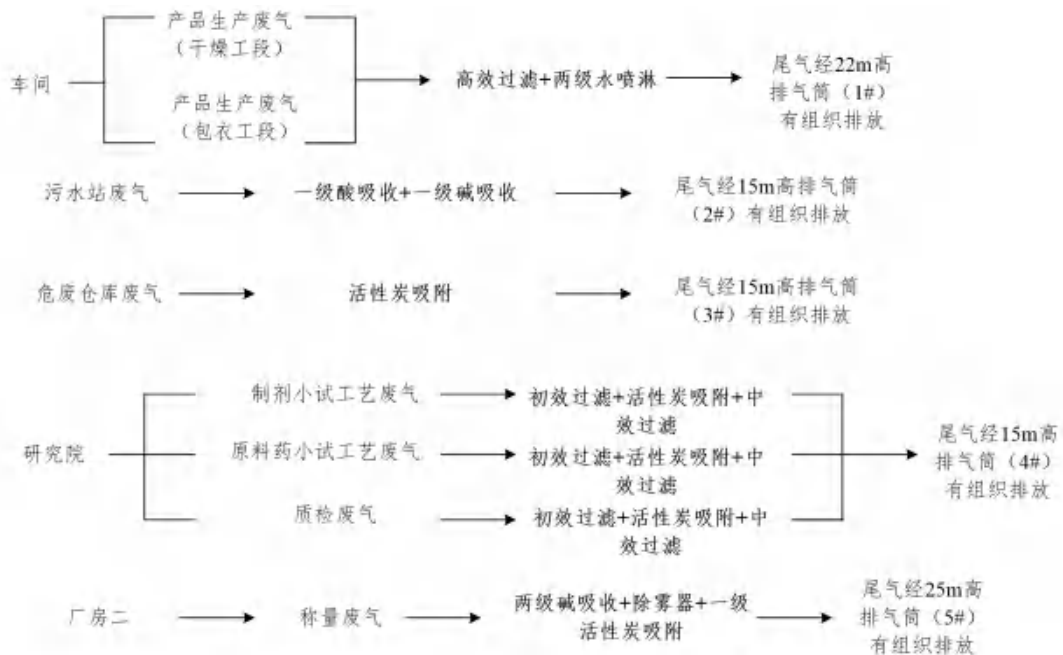 产品生产废气
（干燥工段）
车间
产品生产废气
（包衣工段）
高效过滤+两级水喷淋
尾气经22m高
排气筒（1#）
有组织排放
污水站废气
一级酸吸收+一级碱吸收
尾气经15m高排气筒
（2#）有组织排放
危废仓库废气
活性炭吸附
尾气经15m高排气筒
（3#）有组织排放
研究院
制剂小试工艺废气
初效过滤+活性炭吸附+中
效过滤
原料药小试工艺废气
初效过滤+活性炭吸附+中
效过滤
质检废气
初效过滤+活性炭吸附+中
效过滤
尾气经15m高
排气筒（4#）
有组织排放
厂房二
称量废气
两级碱吸收+除雾器+一级
活性炭吸附
尾气经25m高
排气筒（5#）
有组织排放